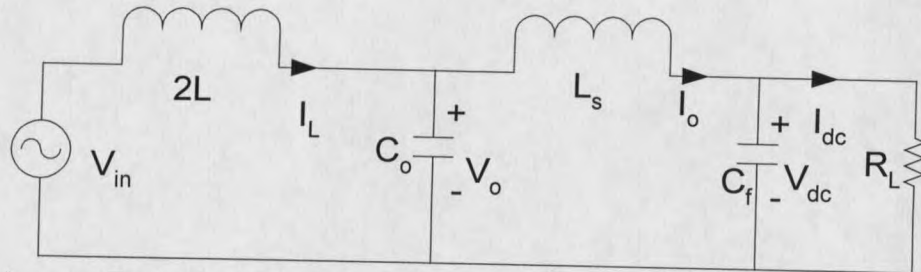 2L
I_L
L_s
I_o
I_dc
V_in
C_o
+
-
V_o
C_f
+
-
V_dc
R_L